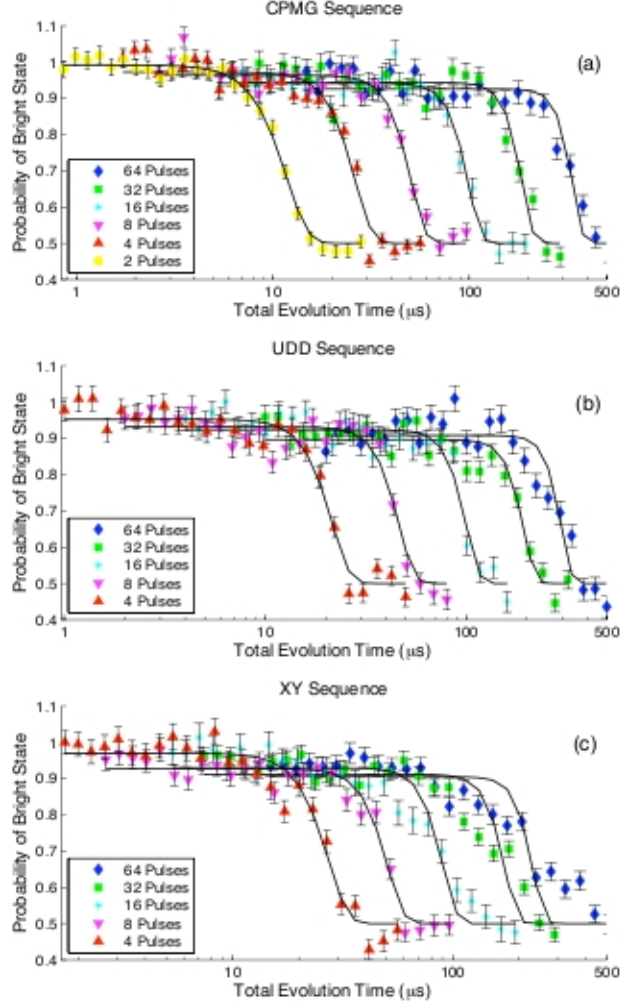 CPMG Sequence
1.1
1
0.9
0.8
0.7
0.6
0.5
0.4
Probability of Bright State
(a)
64 Pulses
32 Pulses
16 Pulses
8 Pulses
4 Pulses
2 Pulses
1 10 100 500
Total Evolution Time (μs)
UDD Sequence
1.1
1
0.9
0.8
0.7
0.6
0.5
0.4
Probability of Bright State
(b)
64 Pulses
32 Pulses
16 Pulses
8 Pulses
4 Pulses
1 10 100 500
Total Evolution Time (μs)
XY Sequence
1.1
1
0.9
0.8
0.7
0.6
0.5
0.4
Probability of Bright State
(c)
64 Pulses
32 Pulses
16 Pulses
8 Pulses
4 Pulses
10 100 500
Total Evolution Time (μs)